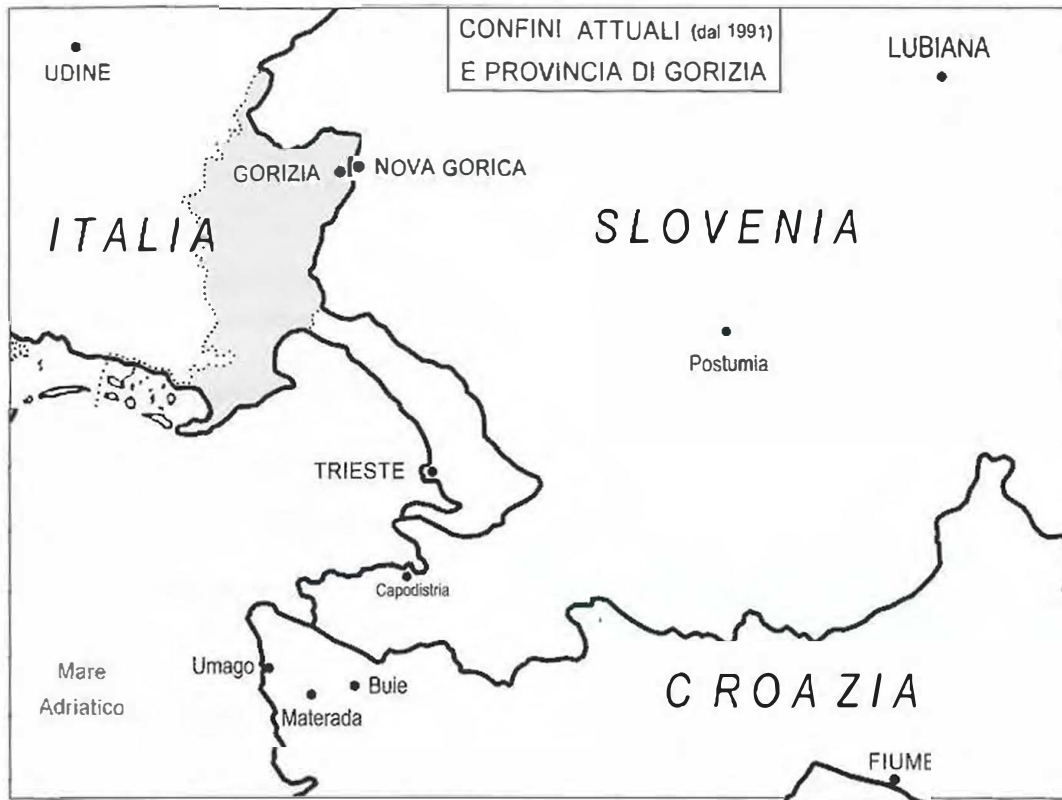 CONFINI ATTUALI (dal 1991)
E PROVINCIA DI GORIZIA
UDINE
LUBIANA
GORIZIA
NOVA GORICA
ITALIA
SLOVENIA
Postumia
TRIESTE
Capodistria
Umago
Buie
Materada
Mare
Adriatico
CROAZIA
FIUME